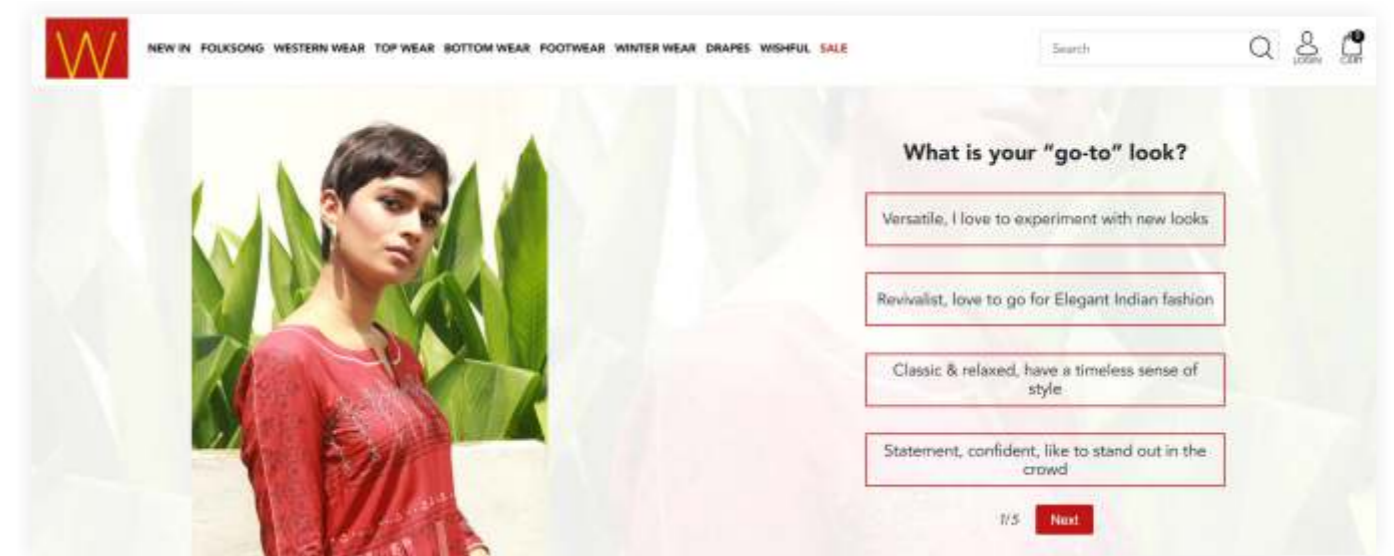 W
NEW IN FOLKSONG WESTERN WEAR TOP WEAR BOTTOM WEAR FOOTWEAR WINTER WEAR DRAPES WISHFUL SALE
Search
LOGIN
CART
What is your “go-to” look?
Versatile, I love to experiment with new looks
Revivalist, love to go for Elegant Indian fashion
Classic & relaxed, have a timeless sense of
style
Statement, confident, like to stand out in the
crowd
1/5 Next